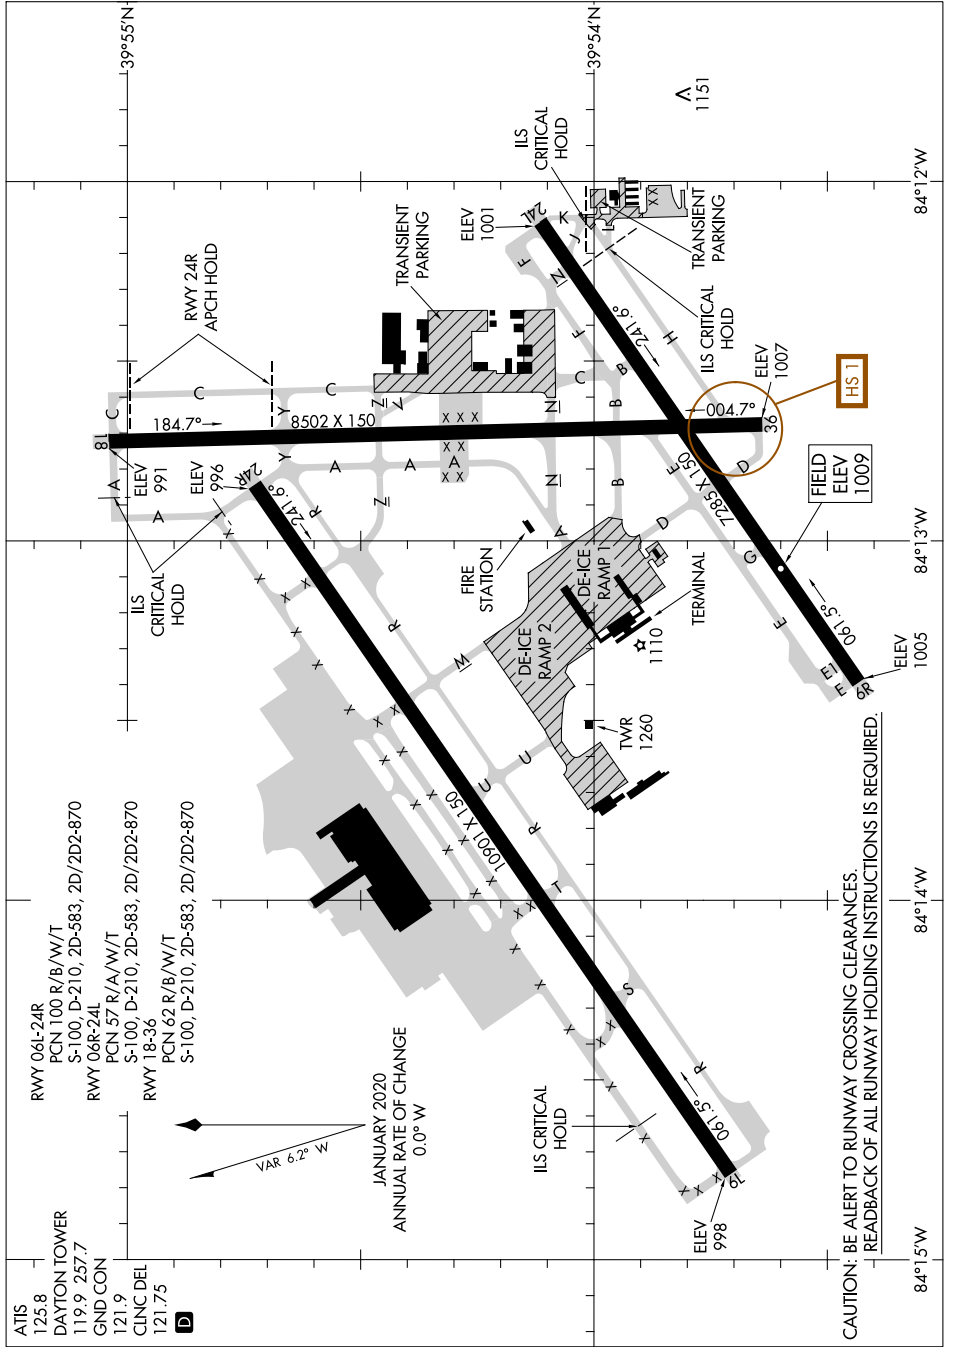 ATIS
125.8
DAYTON TOWER
119.9 257.7
GND CON
121.9
CLNC DEL
121.75
D
RWY 06L-24R
PCN 100 R/B/W/T
S-100, D-210, 2D-583, 2D/2D2-870
RWY 06R-24L
PCN 57 R/A/W/T
S-100, D-210, 2D-583, 2D/2D2-870
RWY 18-36
PCN 62 R/B/W/T
S-100, D-210, 2D-583, 2D/2D2-870
VAR 6.2° W
JANUARY 2020
ANNUAL RATE OF CHANGE
0.0° W
39°55'N
39°54'N
84°12'W
84°13'W
84°14'W
84°15'W
RWY 24R
APCH HOLD
ILS
CRITICAL
HOLD
ELEV
991
ELEV
996
18
184.7°
8502 X 150
24R
241.6°
A
A
A
A
A
A
C
C
C
C
Y
Y
Z
Z
Z
X X X
X X
X X X
X X
TRANSIENT
PARKING
ELEV
1001
24L
ILS
CRITICAL
HOLD
K
J
L
N
N
N
F
F
B
B
B
H
241.6°
ILS CRITICAL
HOLD
TRANSIENT
PARKING
X X
1151
ELEV
1007
004.7°
36
HS 1
7285 X 150
E
D
D
G
E
E
E1
FIELD
ELEV
1009
061.5°
6R
ELEV
1005
FIRE
STATION
DE-ICE
RAMP 1
DE-ICE
RAMP 2
TERMINAL
1110
TWR
1260
M
R
R
R
R
U
U
T
S
10901 X 150
061.5°
6L
ELEV
998
ILS CRITICAL
HOLD
CAUTION: BE ALERT TO RUNWAY CROSSING CLEARANCES.
READBACK OF ALL RUNWAY HOLDING INSTRUCTIONS IS REQUIRED.